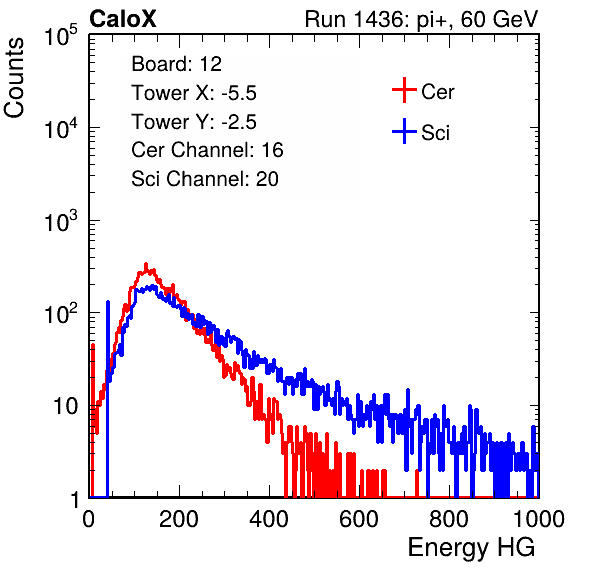 CaloX Run 1436: pi+, 60 GeV
Counts
Board: 12
Tower X: -5.5
Tower Y: -2.5
Cer Channel: 16
Sci Channel: 20
Cer
Sci
10^5
10^4
10^3
10^2
10
1
0 200 400 600 800 1000
Energy HG